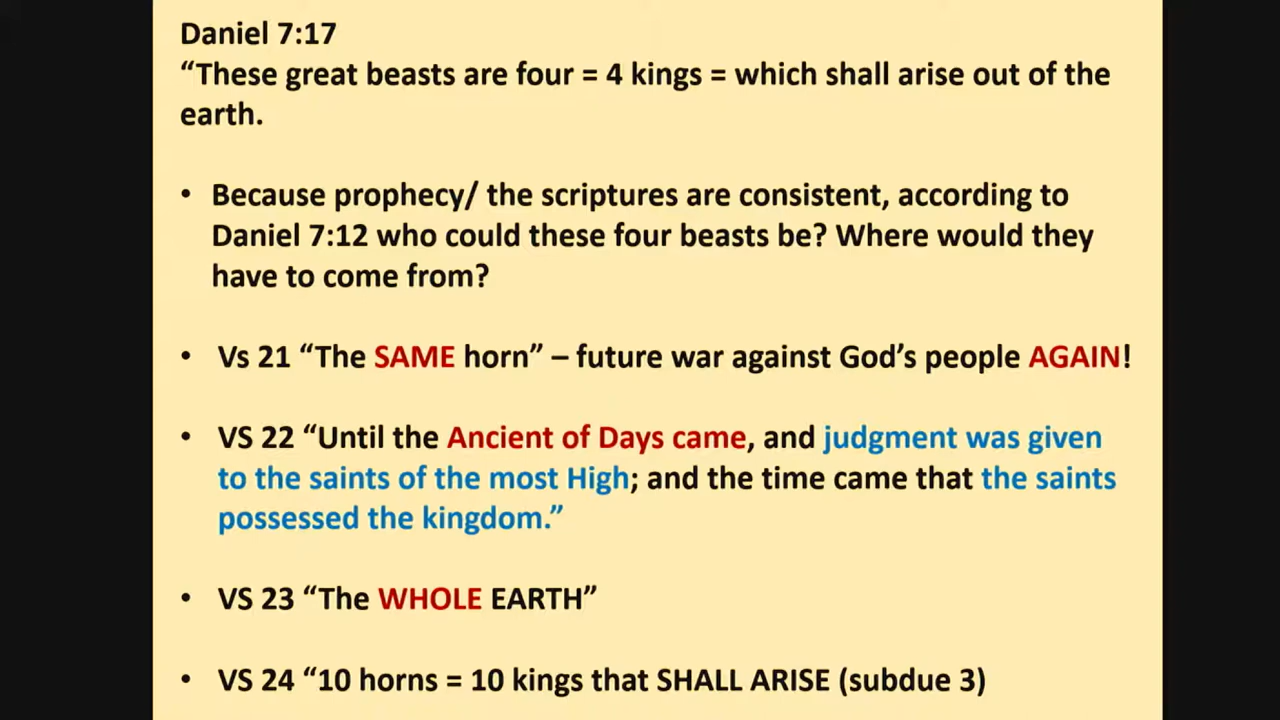 Daniel 7:17
“These great beasts are four = 4 kings = which shall arise out of the
earth.
• Because prophecy/ the scriptures are consistent, according to
Daniel 7:12 who could these four beasts be? Where would they
have to come from?
• Vs 21 “The SAME horn” – future war against God’s people AGAIN!
• VS 22 “Until the Ancient of Days came, and judgment was given
to the saints of the most High; and the time came that the saints
possessed the kingdom.”
• VS 23 “The WHOLE EARTH”
• VS 24 “10 horns = 10 kings that SHALL ARISE (subdue 3)